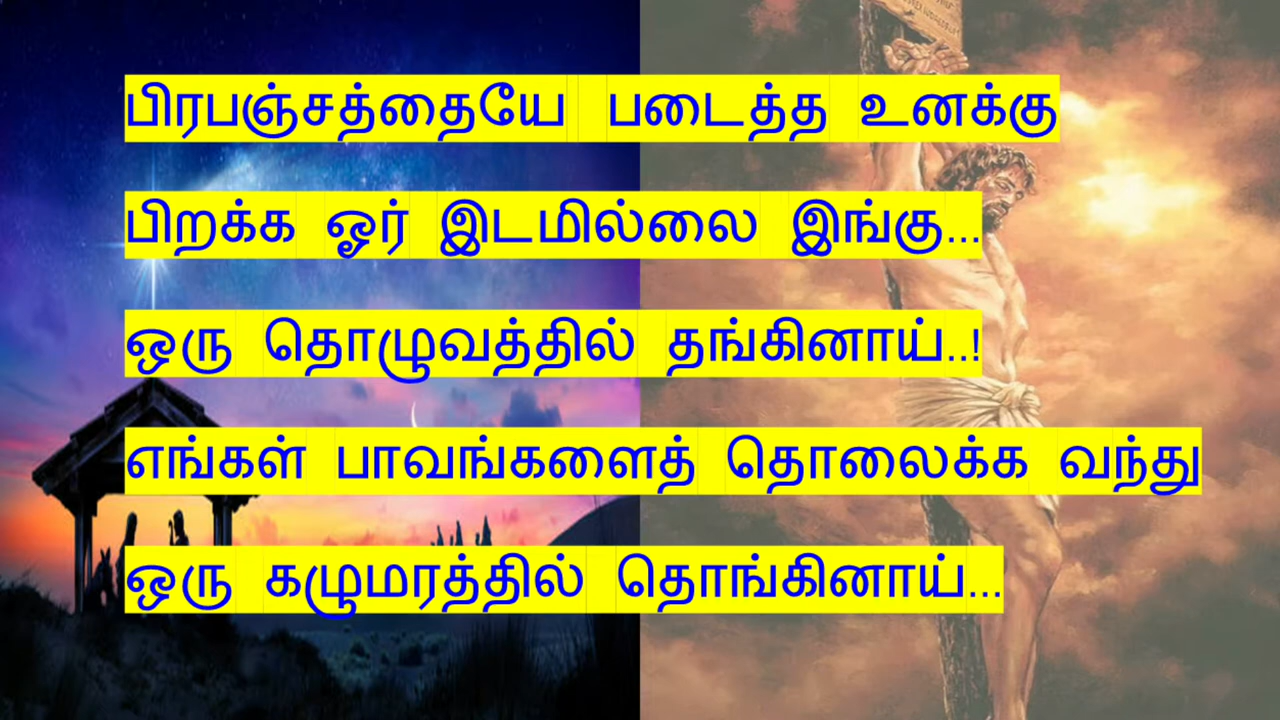 பிரபஞ்சத்தையே படைத்த உனக்கு
பிறக்க ஓர் இடமில்லை இங்கு...
ஒரு தொழுவத்தில் தங்கினாய்..!
எங்கள் பாவங்களைத் தொலைக்க வந்து
ஒரு கழுமரத்தில் தொங்கினாய்...